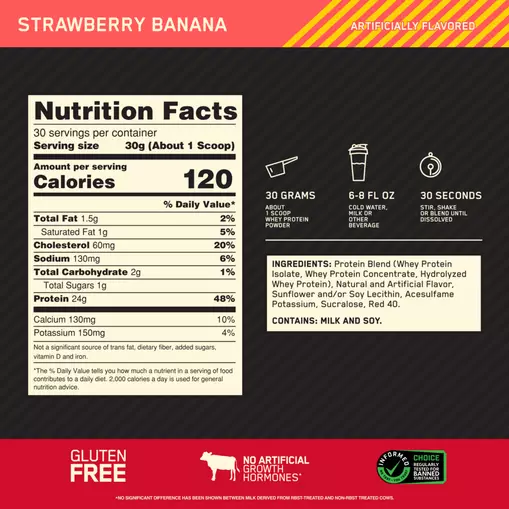 STRAWBERRY BANANA
ARTIFICIALLY FLAVORED
Nutrition Facts
30 servings per container
Serving size 30g (About 1 Scoop)
Amount per serving
Calories 120
% Daily Value*
Total Fat 1.5g 2%
Saturated Fat 1g 5%
Cholesterol 60mg 20%
Sodium 130mg 6%
Total Carbohydrate 2g 1%
Total Sugars 1g
Protein 24g 48%
Calcium 130mg 10%
Potassium 150mg 4%
Not a significant source of trans fat, dietary fiber, added sugars,
vitamin D and iron.
*The % Daily Value tells you how much a nutrient in a serving of food
contributes to a daily diet. 2,000 calories a day is used for general
nutrition advice.
30 GRAMS
ABOUT
1 SCOOP
WHEY PROTEIN
POWDER
6-8 FL OZ
COLD WATER,
MILK OR
OTHER
BEVERAGE
30 SECONDS
STIR, SHAKE
OR BLEND UNTIL
DISSOLVED
INGREDIENTS: Protein Blend (Whey Protein
Isolate, Whey Protein Concentrate, Hydrolyzed
Whey Protein), Natural and Artificial Flavor,
Sunflower and/or Soy Lecithin, Acesulfame
Potassium, Sucralose, Red 40.
CONTAINS: MILK AND SOY.
GLUTEN
FREE
NO ARTIFICIAL
GROWTH
HORMONES*
INFORMED
CHOICE
REGULARLY
TESTED FOR
BANNED
SUBSTANCES
*NO SIGNIFICANT DIFFERENCE HAS BEEN SHOWN BETWEEN MILK DERIVED FROM RBST-TREATED AND NON-RBST TREATED COWS.